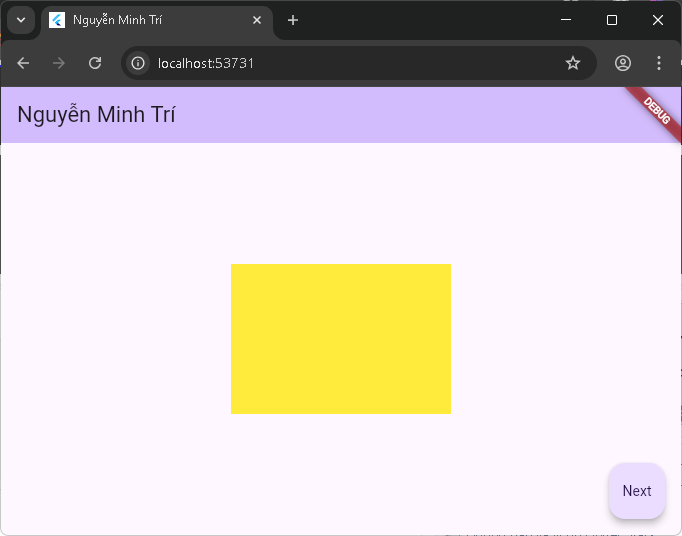 Nguyễn Minh Trí
localhost:53731
Nguyễn Minh Trí
DEBUG
Next